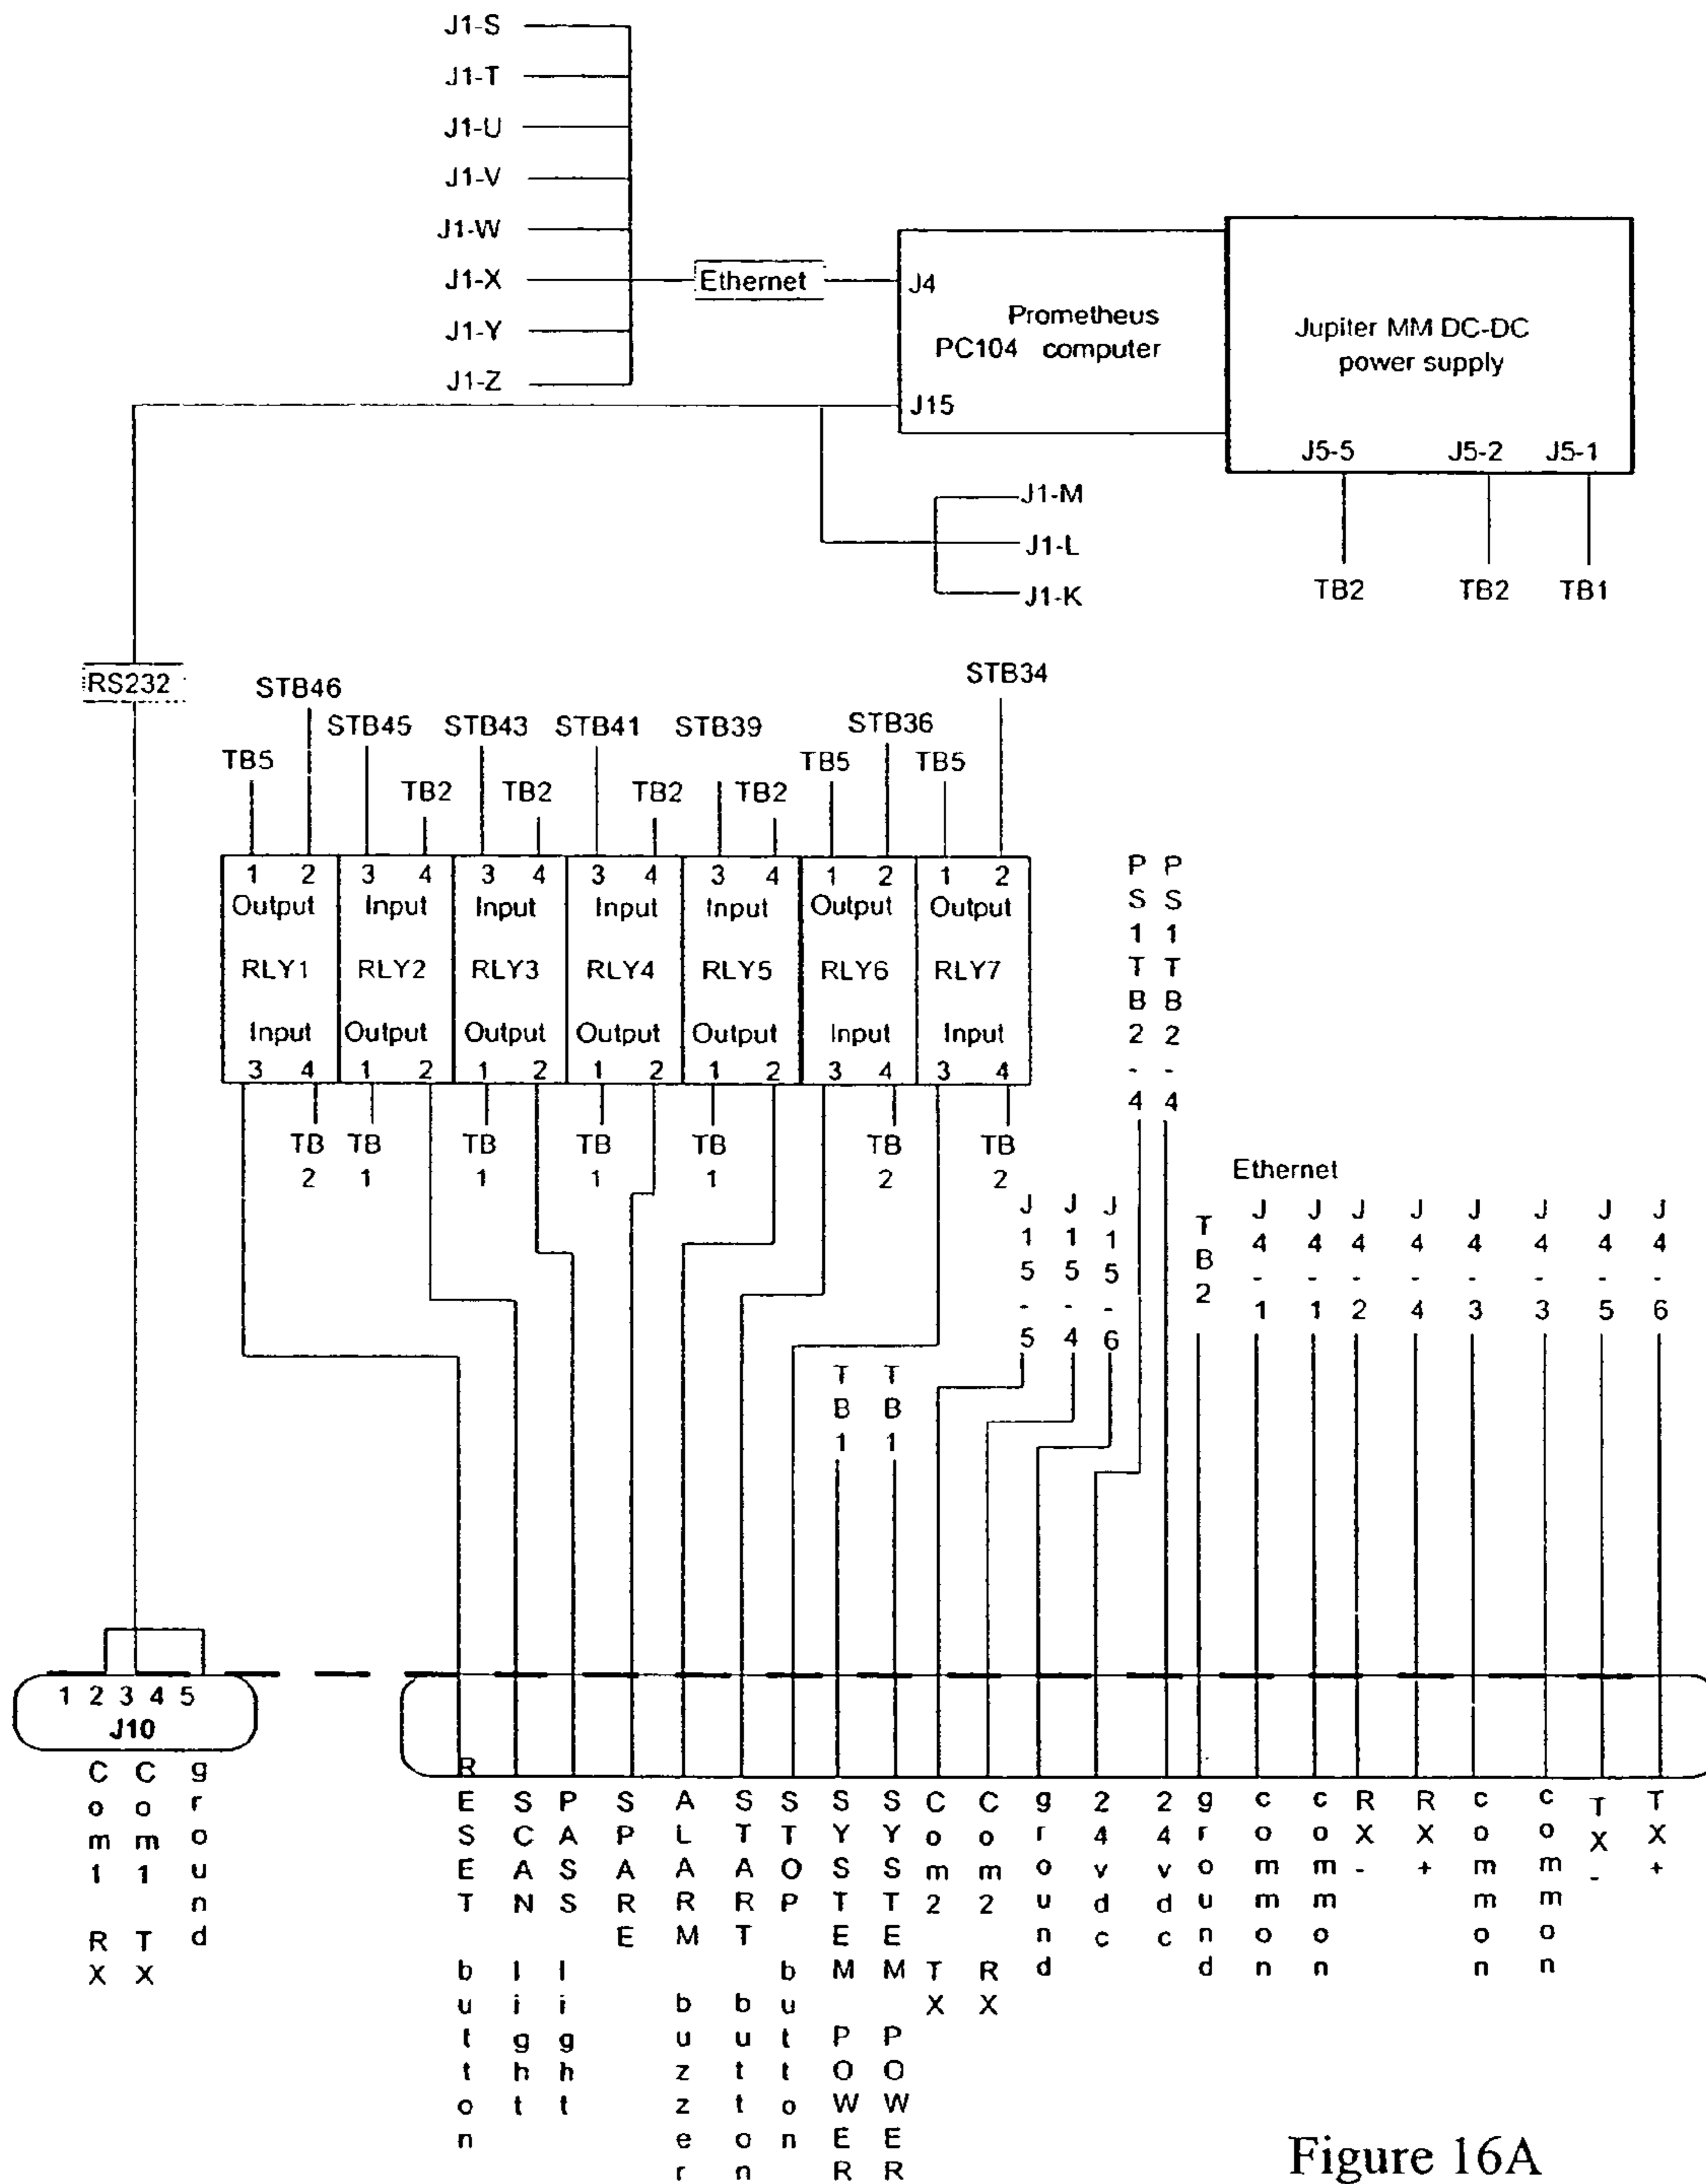 J1-S
J1-T
J1-U
J1-V
J1-W
J1-X
J1-Y
J1-Z
Ethernet
J4
Prometheus
PC104 computer
J15
Jupiter MM DC-DC
power supply
J5-5 J5-2 J5-1
TB2 TB2 TB1
J1-M
J1-L
J1-K
RS232
STB46 STB45 STB43 STB41 STB39 STB36 STB34
TB5 TB2 TB2 TB2 TB2 TB5 TB5
1 2 3 4 3 4 3 4 3 4 1 2 1 2
Output Input Input Input Input Output Output
RLY1 RLY2 RLY3 RLY4 RLY5 RLY6 RLY7
Input Output Output Output Output Input Input
3 4 1 2 1 2 1 2 1 2 3 4 3 4
TB2 TB1 TB1 TB1 TB1 TB2 TB2
PS1TB2-4
PS1TB2-4
Ethernet
J15-5
J15-4
J15-6
TB2
J4-1
J4-1
J4-2
J4-4
J4-3
J4-3
J4-5
J4-6
TB1
TB1
1 2 3 4 5
J10
Com1 RX
Com1 TX
ground
RESET button
SCAN light
PASS light
SPARE
ALARM buzzer
START button
STOP button
SYSTEM POWER
SYSTEM POWER
Com2 TX
Com2 RX
ground
24vdc
24vdc
ground
common
common
RX-
RX+
common
common
TX-
TX+
Figure 16A